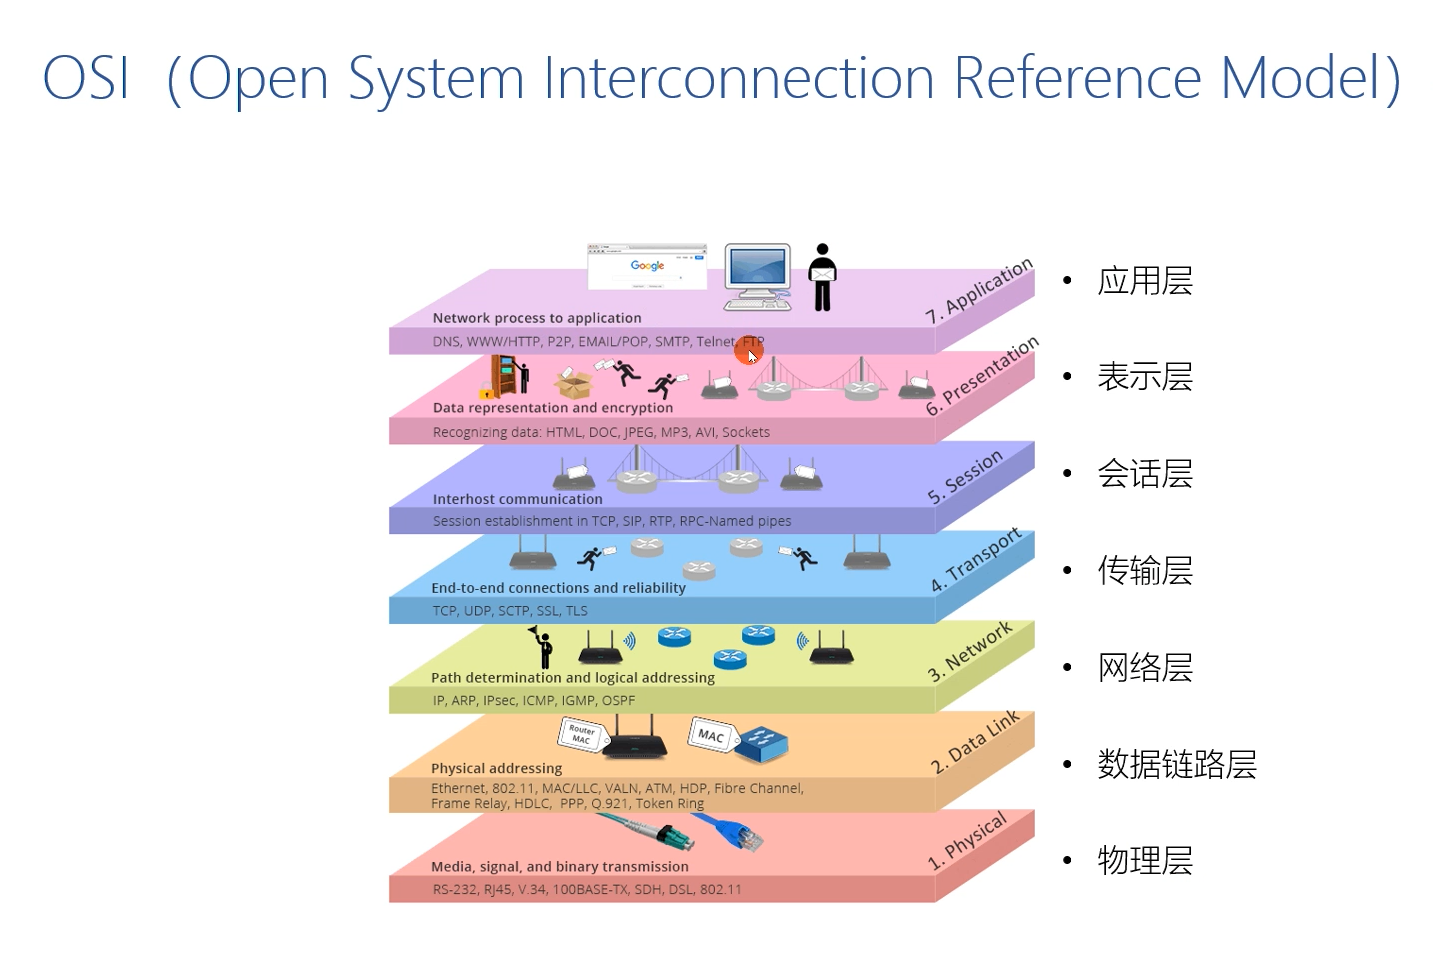 OSI（Open System Interconnection Reference Model）
Google
7. Application
Network process to application
DNS, WWW/HTTP, P2P, EMAIL/POP, SMTP, Telnet, FTP
• 应用层
6. Presentation
Data representation and encryption
Recognizing data: HTML, DOC, JPEG, MP3, AVI, Sockets
• 表示层
5. Session
Interhost communication
Session establishment in TCP, SIP, RTP, RPC-Named pipes
• 会话层
4. Transport
End-to-end connections and reliability
TCP, UDP, SCTP, SSL, TLS
• 传输层
3. Network
Path determination and logical addressing
IP, ARP, IPsec, ICMP, IGMP, OSPF
• 网络层
Router
MAC
MAC
2. Data Link
Physical addressing
Ethernet, 802.11, MAC/LLC, VALN, ATM, HDP, Fibre Channel,
Frame Relay, HDLC, PPP, Q.921, Token Ring
• 数据链路层
1. Physical
Media, signal, and binary transmission
RS-232, RJ45, V.34, 100BASE-TX, SDH, DSL, 802.11
• 物理层